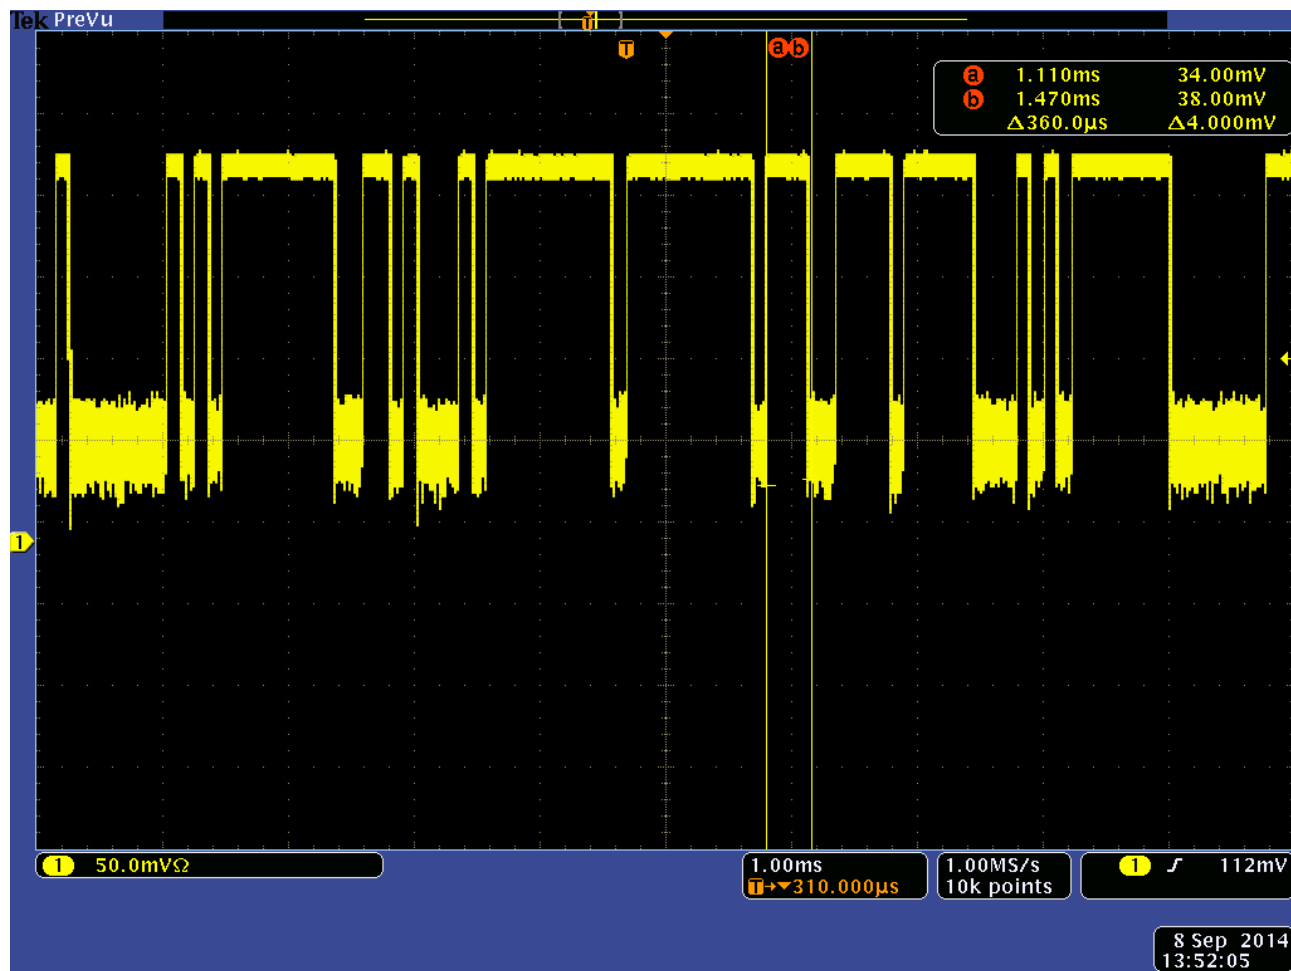 Tek PreVu
T
T
a b
a 1.110ms 34.00mV
b 1.470ms 38.00mV
Δ360.0µs Δ4.000mV
1
1 50.0mVΩ
1.00ms
T→▼310.000µs
1.00MS/s
10k points
1 ƒ 112mV
8 Sep 2014
13:52:05